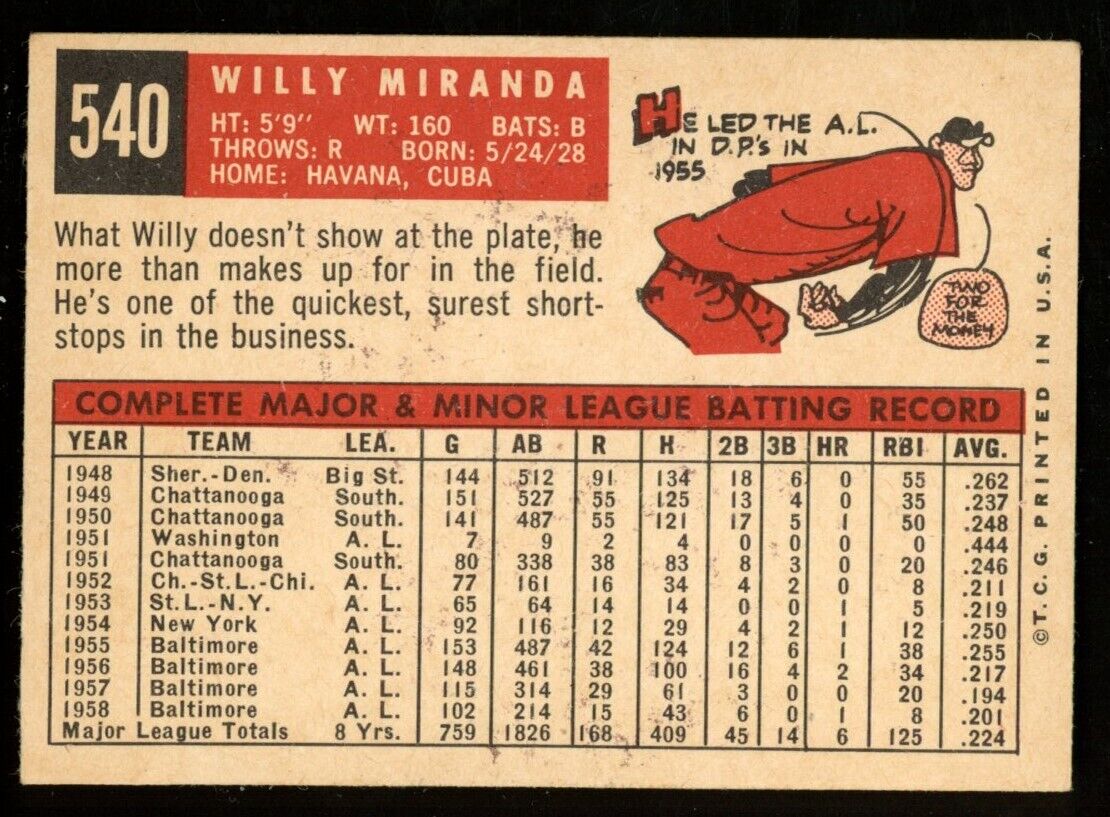 540
WILLY MIRANDA
HT: 5'9" WT: 160 BATS: B
THROWS: R BORN: 5/24/28
HOME: HAVANA, CUBA
HE LED THE A.L.
IN D.P.'s IN
1955
TWO
FOR
THE
MONEY
What Willy doesn't show at the plate, he
more than makes up for in the field.
He's one of the quickest, surest short-
stops in the business.
COMPLETE MAJOR & MINOR LEAGUE BATTING RECORD
YEAR TEAM LEA. G AB R H 2B 3B HR RBI AVG.
1948 Sher.-Den. Big St. 144 512 91 134 18 6 0 55 .262
1949 Chattanooga South. 151 527 55 125 13 4 0 35 .237
1950 Chattanooga South. 141 487 55 121 17 5 1 50 .248
1951 Washington A. L. 7 9 2 4 0 0 0 0 .444
1951 Chattanooga South. 80 338 38 83 8 3 0 20 .246
1952 Ch.-St.L.-Chi. A. L. 77 161 16 34 4 2 0 8 .211
1953 St.L.-N.Y. A. L. 65 64 14 14 0 0 1 5 .219
1954 New York A. L. 92 116 12 29 4 2 1 12 .250
1955 Baltimore A. L. 153 487 42 124 12 6 1 38 .255
1956 Baltimore A. L. 148 461 38 100 16 4 2 34 .217
1957 Baltimore A. L. 115 314 29 61 3 0 0 20 .194
1958 Baltimore A. L. 102 214 15 43 6 0 1 8 .201
Major League Totals 8 Yrs. 759 1826 168 409 45 14 6 125 .224
©T. C. G. PRINTED IN U.S.A.